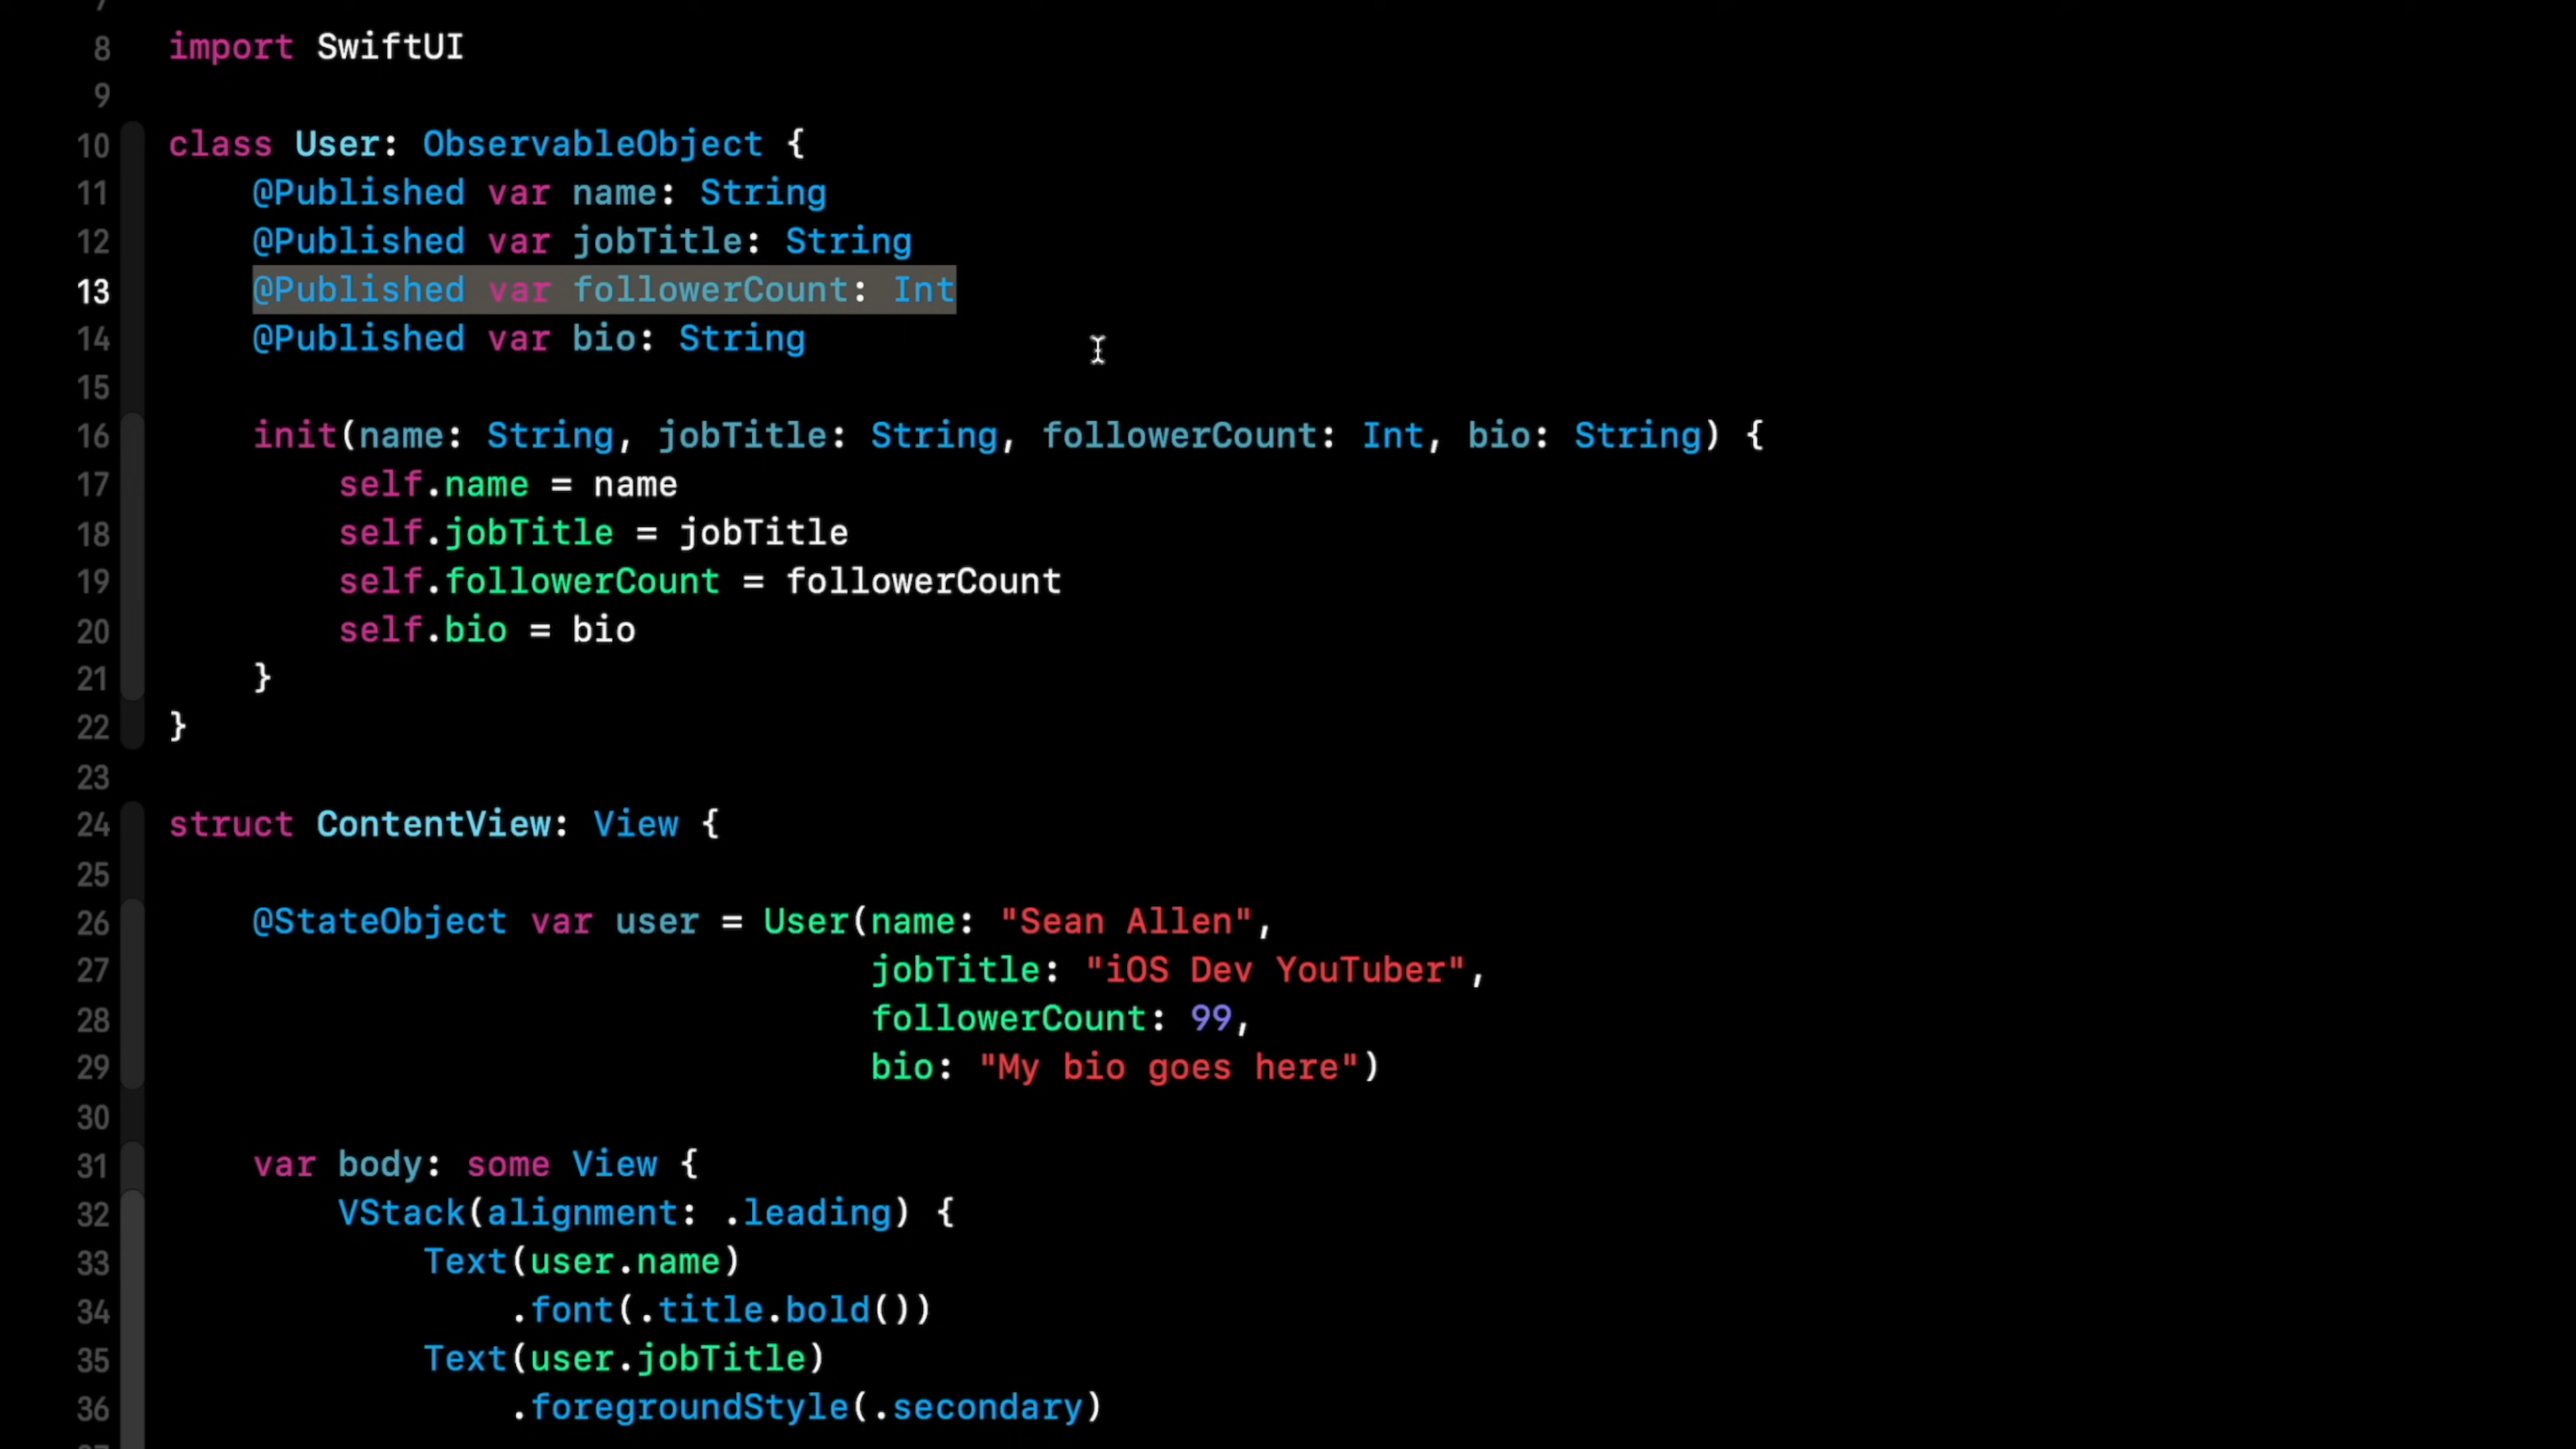 8 import SwiftUI
9
10 class User: ObservableObject {
11 @Published var name: String
12 @Published var jobTitle: String
13 @Published var followerCount: Int
14 @Published var bio: String
15
16 init(name: String, jobTitle: String, followerCount: Int, bio: String) {
17 self.name = name
18 self.jobTitle = jobTitle
19 self.followerCount = followerCount
20 self.bio = bio
21 }
22 }
23
24 struct ContentView: View {
25
26 @StateObject var user = User(name: "Sean Allen",
27 jobTitle: "iOS Dev YouTuber",
28 followerCount: 99,
29 bio: "My bio goes here")
30
31 var body: some View {
32 VStack(alignment: .leading) {
33 Text(user.name)
34 .font(.title.bold())
35 Text(user.jobTitle)
36 .foregroundStyle(.secondary)